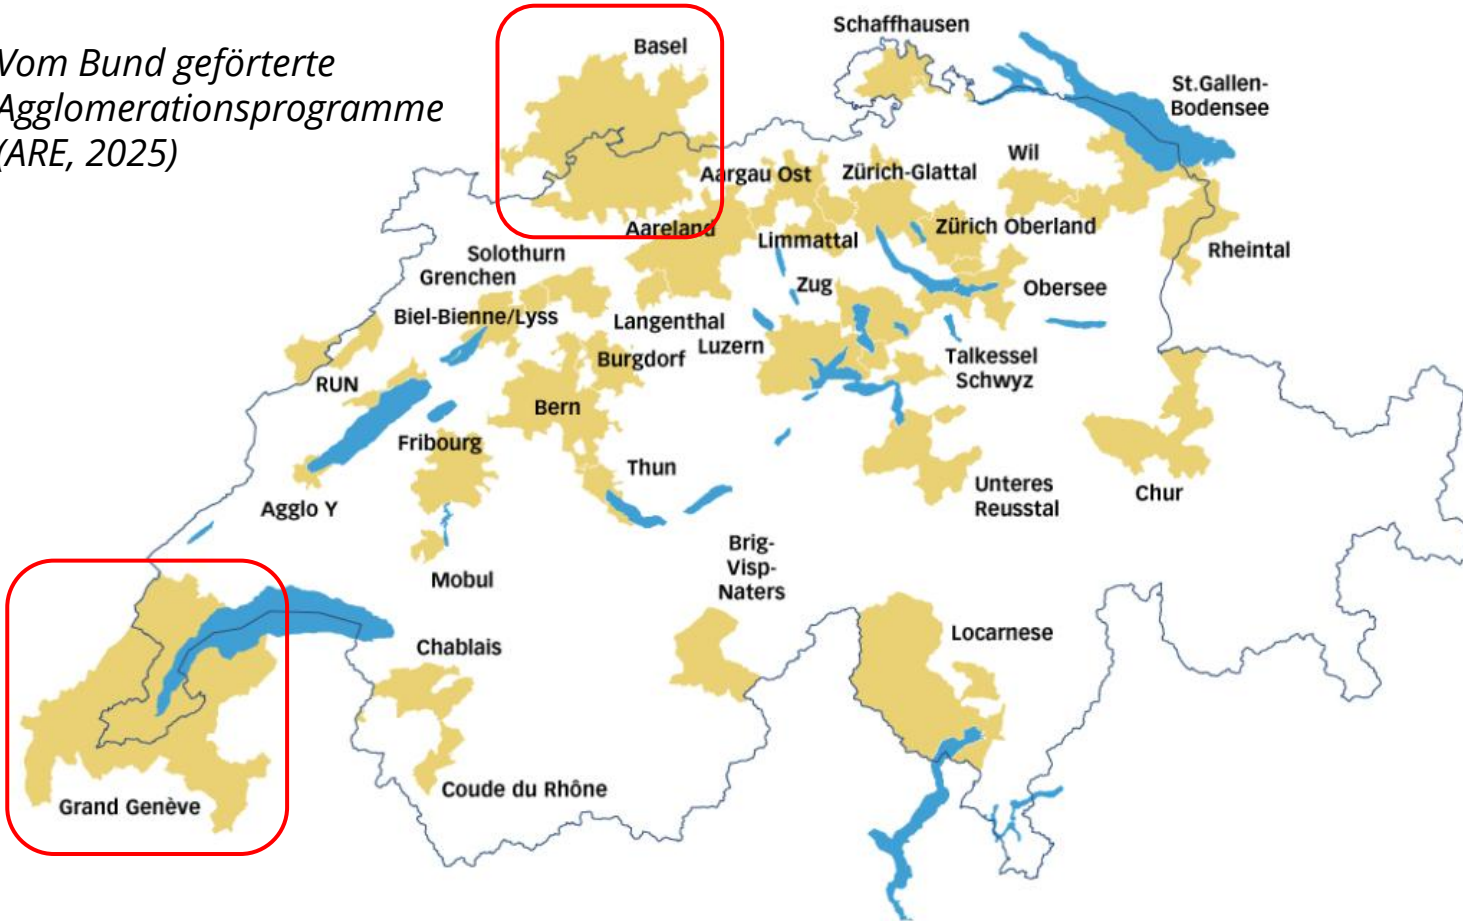 Vom Bund geförterte
Agglomerationsprogramme
(ARE, 2025)
Basel
Schaffhausen
St.Gallen-
Bodensee
Wil
Aargau Ost
Zürich-Glattal
Aareland
Limmattal
Zürich Oberland
Rheintal
Solothurn
Grenchen
Zug
Obersee
Biel-Bienne/Lyss
Langenthal
Luzern
Burgdorf
Talkessel
Schwyz
RUN
Bern
Fribourg
Thun
Unteres
Reusstal
Chur
Agglo Y
Brig-
Visp-
Naters
Mobul
Locarnese
Chablais
Coude du Rhône
Grand Genève